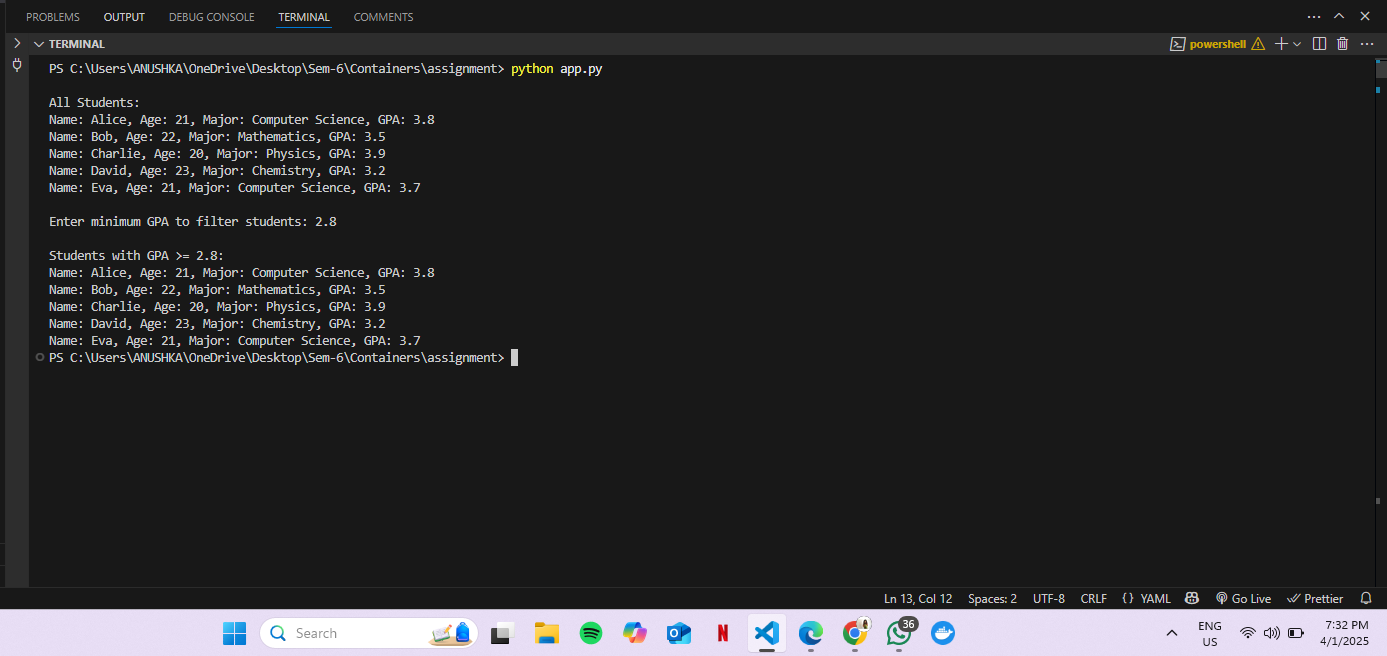 PROBLEMS OUTPUT DEBUG CONSOLE TERMINAL COMMENTS
TERMINAL powershell
PS C:\Users\ANUSHKA\OneDrive\Desktop\Sem-6\Containers\assignment> python app.py
All Students:
Name: Alice, Age: 21, Major: Computer Science, GPA: 3.8
Name: Bob, Age: 22, Major: Mathematics, GPA: 3.5
Name: Charlie, Age: 20, Major: Physics, GPA: 3.9
Name: David, Age: 23, Major: Chemistry, GPA: 3.2
Name: Eva, Age: 21, Major: Computer Science, GPA: 3.7
Enter minimum GPA to filter students: 2.8
Students with GPA >= 2.8:
Name: Alice, Age: 21, Major: Computer Science, GPA: 3.8
Name: Bob, Age: 22, Major: Mathematics, GPA: 3.5
Name: Charlie, Age: 20, Major: Physics, GPA: 3.9
Name: David, Age: 23, Major: Chemistry, GPA: 3.2
Name: Eva, Age: 21, Major: Computer Science, GPA: 3.7
PS C:\Users\ANUSHKA\OneDrive\Desktop\Sem-6\Containers\assignment>
Ln 13, Col 12 Spaces: 2 UTF-8 CRLF {} YAML Go Live Prettier
Search 36 ENG 7:32 PM
US 4/1/2025